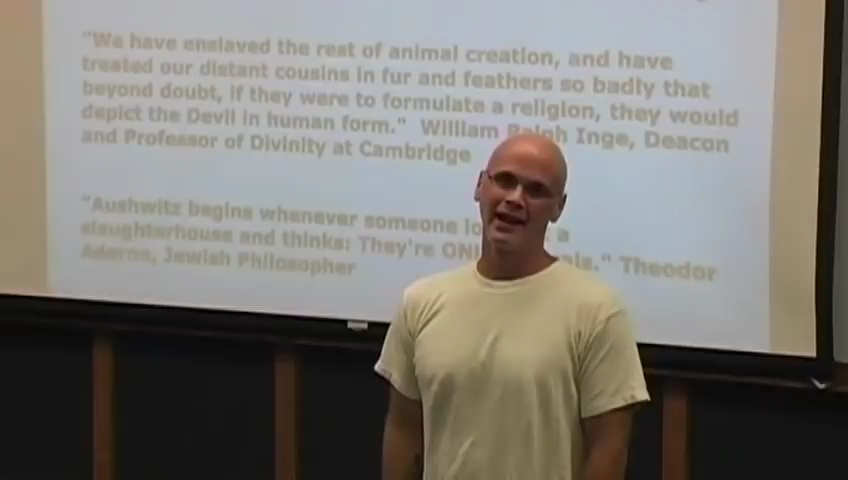 "We have enslaved the rest of animal creation, and have
treated our distant cousins in fur and feathers so badly that
beyond doubt, if they were to formulate a religion, they would
depict the Devil in human form." William Ralph Inge, Deacon
and Professor of Divinity at Cambridge
"Aushwitz begins whenever someone a
slaughterhouse and thinks: They're " Theodor
Adorno, Jewish Philosopher